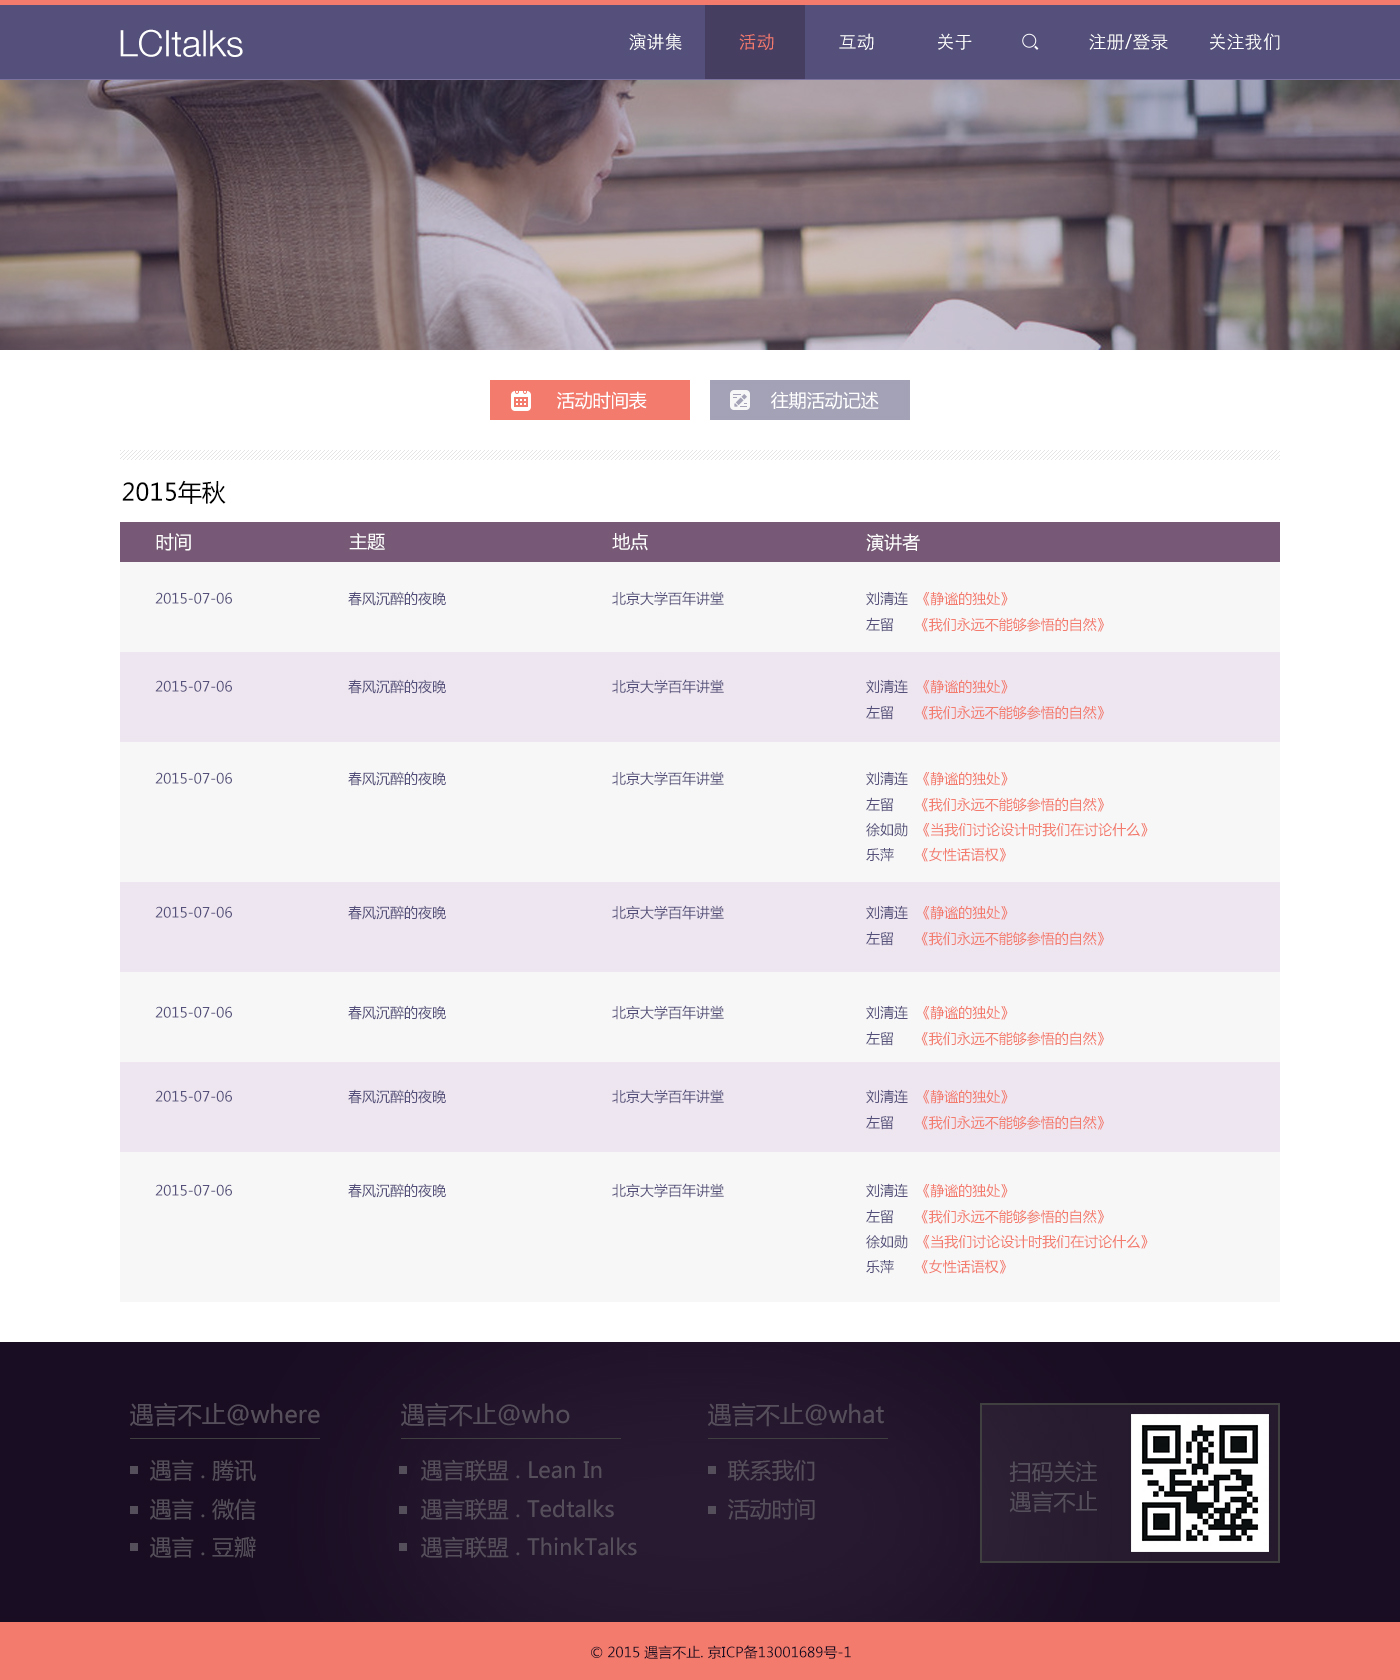 LCItalks
演讲集 活动 互动 关于 注册/登录 关注我们
活动时间表 往期活动记述
2015年秋
时间 主题 地点 演讲者
2015-07-06 春风沉醉的夜晚 北京大学百年讲堂 刘清连 《静谧的独处》
左留 《我们永远不能够参悟的自然》
2015-07-06 春风沉醉的夜晚 北京大学百年讲堂 刘清连 《静谧的独处》
左留 《我们永远不能够参悟的自然》
2015-07-06 春风沉醉的夜晚 北京大学百年讲堂 刘清连 《静谧的独处》
左留 《我们永远不能够参悟的自然》
徐如勋 《当我们讨论设计时我们在讨论什么》
乐萍 《女性话语权》
2015-07-06 春风沉醉的夜晚 北京大学百年讲堂 刘清连 《静谧的独处》
左留 《我们永远不能够参悟的自然》
2015-07-06 春风沉醉的夜晚 北京大学百年讲堂 刘清连 《静谧的独处》
左留 《我们永远不能够参悟的自然》
2015-07-06 春风沉醉的夜晚 北京大学百年讲堂 刘清连 《静谧的独处》
左留 《我们永远不能够参悟的自然》
2015-07-06 春风沉醉的夜晚 北京大学百年讲堂 刘清连 《静谧的独处》
左留 《我们永远不能够参悟的自然》
徐如勋 《当我们讨论设计时我们在讨论什么》
乐萍 《女性话语权》
遇言不止@where
遇言 . 腾讯
遇言 . 微信
遇言 . 豆瓣
遇言不止@who
遇言联盟 . Lean In
遇言联盟 . Tedtalks
遇言联盟 . ThinkTalks
遇言不止@what
联系我们
活动时间
扫码关注
遇言不止
© 2015 遇言不止. 京ICP备13001689号-1